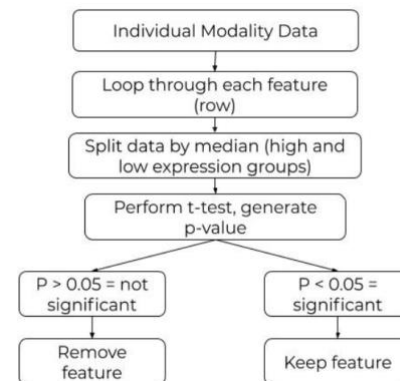 Individual Modality Data
Loop through each feature
(row)
Split data by median (high and
low expression groups)
Perform t-test, generate
p-value
P > 0.05 = not
significant
P < 0.05 =
significant
Remove
feature
Keep feature